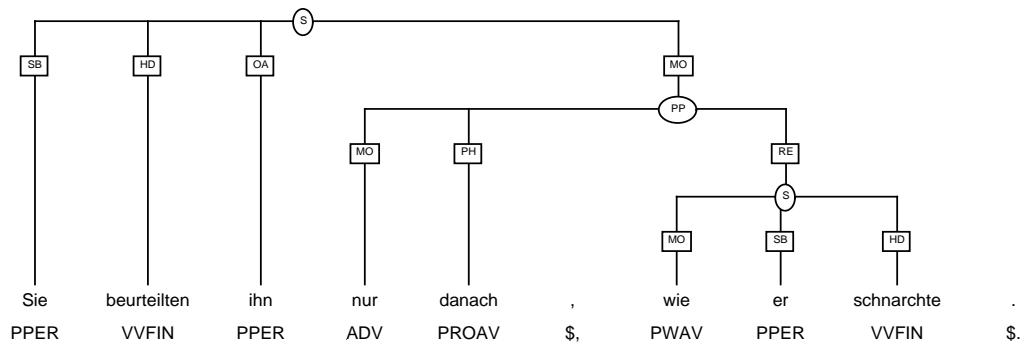 S
SB HD OA MO
PP
MO PH RE
S
MO SB HD
Sie beurteilten ihn nur danach , wie er schnarchte .
PPER VVFIN PPER ADV PROAV $, PWAV PPER VVFIN $.